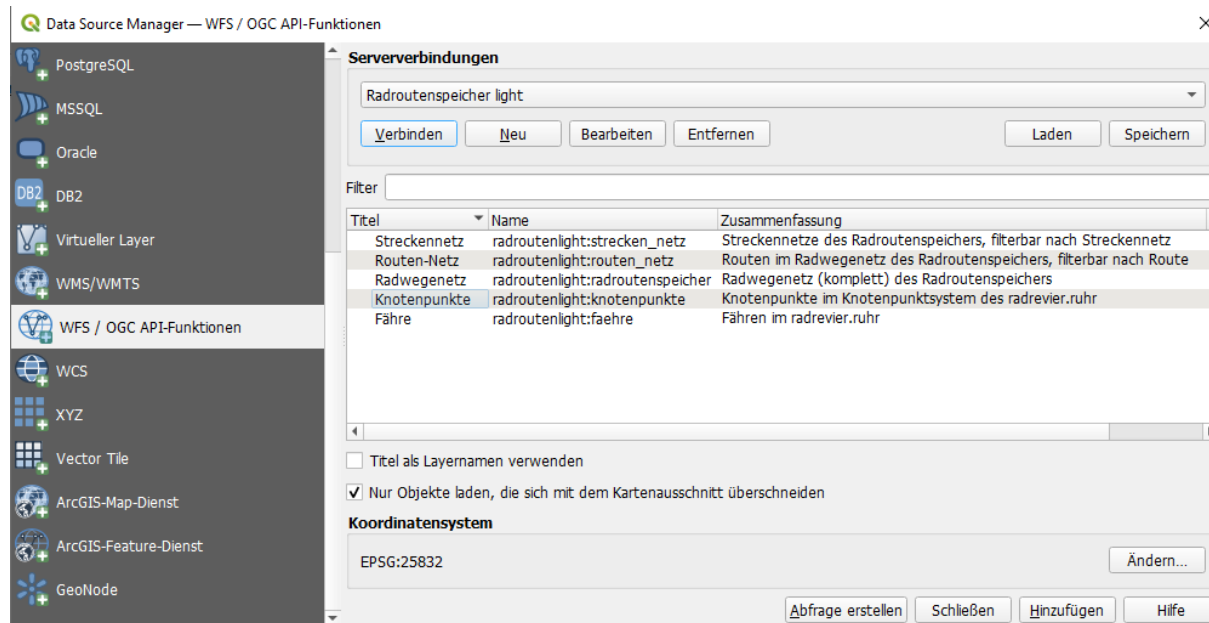 Data Source Manager — WFS / OGC API-Funktionen
PostgreSQL
MSSQL
Oracle
DB2 DB2
Virtueller Layer
WMS/WMTS
WFS / OGC API-Funktionen
WCS
XYZ
Vector Tile
ArcGIS-Map-Dienst
ArcGIS-Feature-Dienst
GeoNode
Serververbindungen
Radroutenspeicher light
Verbinden Neu Bearbeiten Entfernen Laden Speichern
Filter
Titel Name Zusammenfassung
Streckennetz radroutenlight:strecken_netz Streckennetze des Radroutenspeichers, filterbar nach Streckennetz
Routen-Netz radroutenlight:routen_netz Routen im Radwegenetz des Radroutenspeichers, filterbar nach Route
Radwegenetz radroutenlight:radroutenspeicher Radwegenetz (komplett) des Radroutenspeichers
Knotenpunkte radroutenlight:knotenpunkte Knotenpunkte im Knotenpunktsystem des radrevier.ruhr
Fähre radroutenlight:faehre Fähren im radrevier.ruhr
Titel als Layernamen verwenden
Nur Objekte laden, die sich mit dem Kartenausschnitt überschneiden
Koordinatensystem
EPSG:25832 Ändern...
Abfrage erstellen Schließen Hinzufügen Hilfe